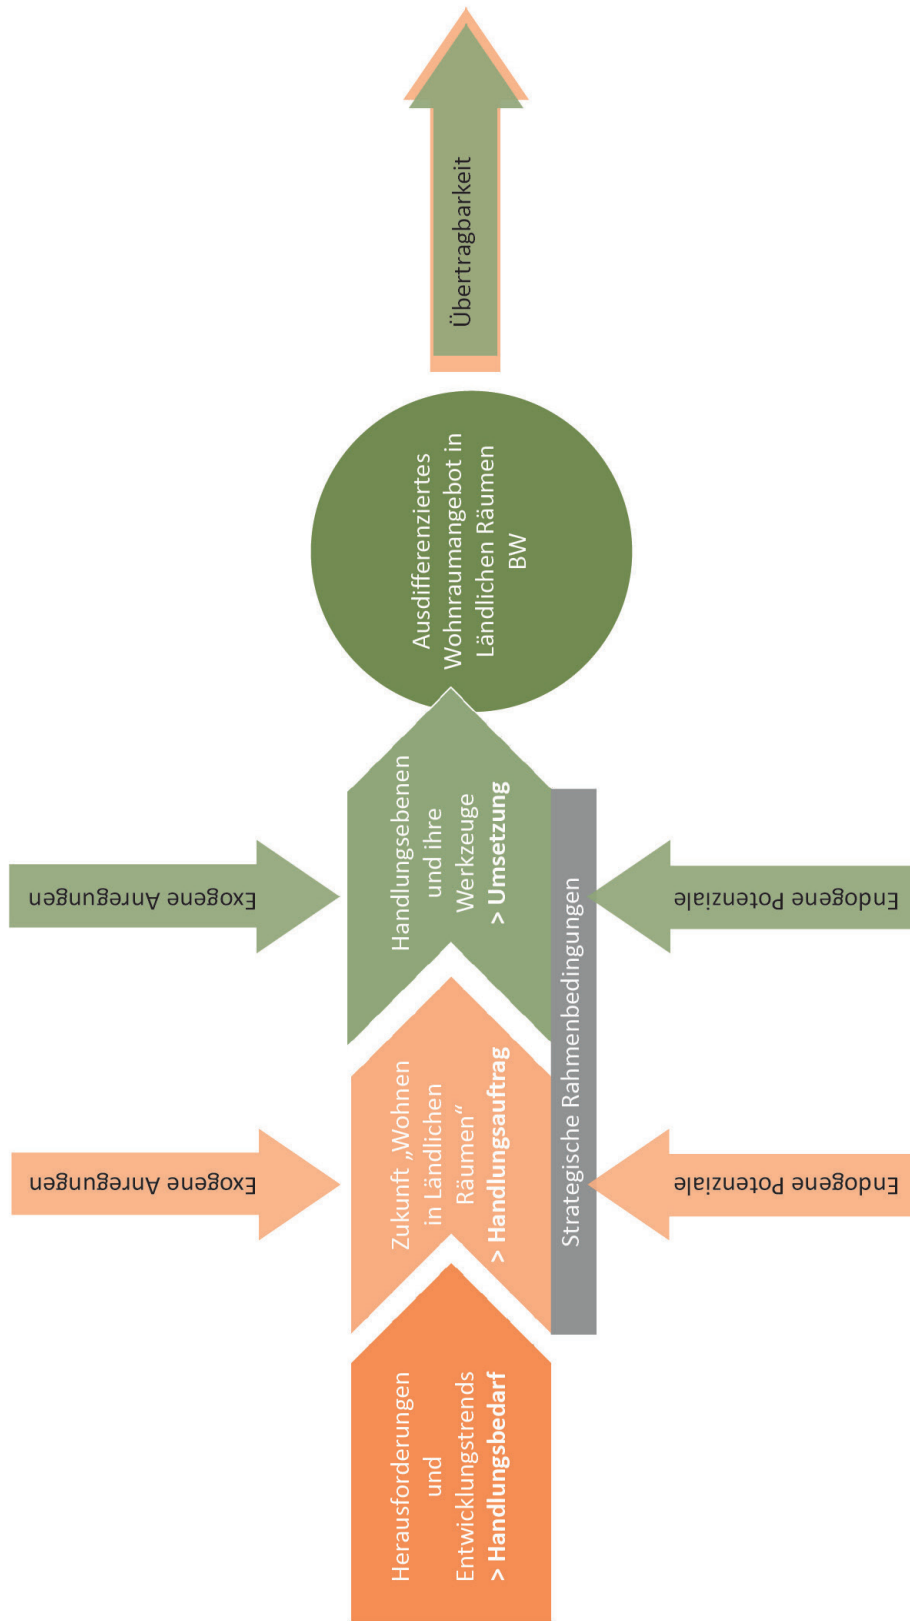 Herausforderungen
und
Entwicklungstrends
> Handlungsbedarf
Exogene Anregungen
Zukunft „Wohnen
in Ländlichen
Räumen“
> Handlungsauftrag
Endogene Potenziale
Exogene Anregungen
Handlungsebenen
und ihre
Werkzeuge
> Umsetzung
Endogene Potenziale
Strategische Rahmenbedingungen
Ausdifferenziertes
Wohnraumangebot in
Ländlichen Räumen
BW
Übertragbarkeit